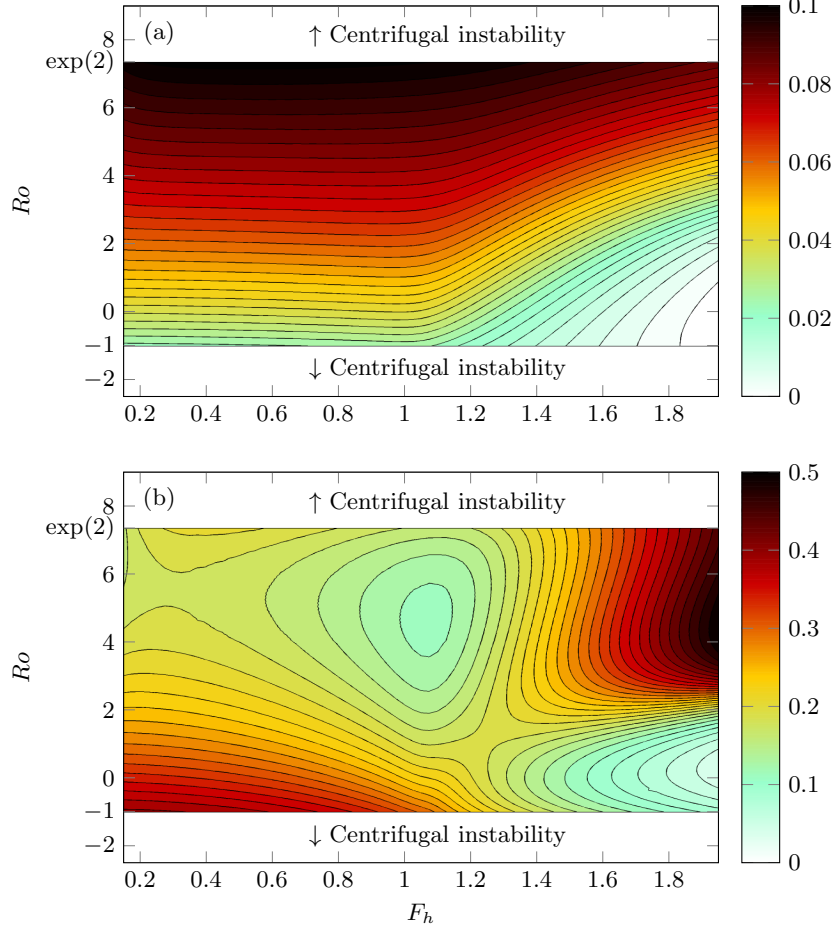 (a)
↑ Centrifugal instability
exp(2)
6
4
2
0
−1
−2
8
Ro
↓ Centrifugal instability
0.2 0.4 0.6 0.8 1 1.2 1.4 1.6 1.8
0.1
0.08
0.06
0.04
0.02
0
(b)
↑ Centrifugal instability
8
exp(2)
6
4
2
0
−1
−2
Ro
↓ Centrifugal instability
0.2 0.4 0.6 0.8 1 1.2 1.4 1.6 1.8
F_h
0.5
0.4
0.3
0.2
0.1
0